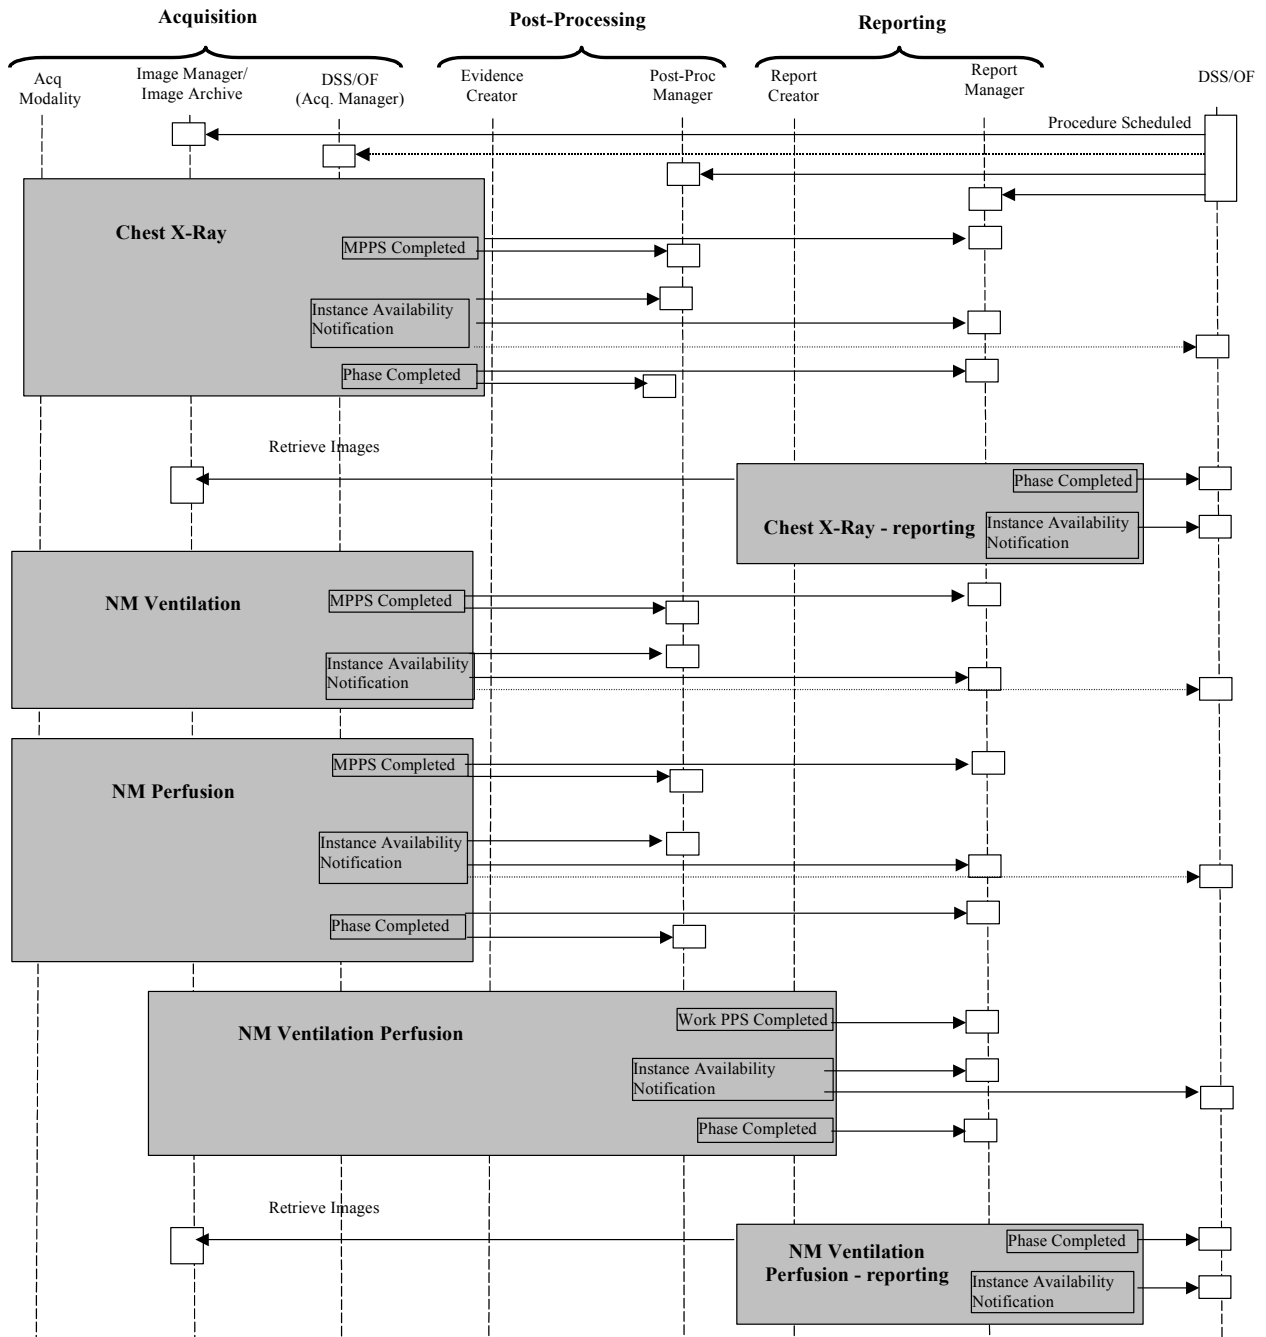 Acquisition
Post-Processing
Reporting
Acq
Modality
Image Manager/
Image Archive
DSS/OF
(Acq. Manager)
Evidence
Creator
Post-Proc
Manager
Report
Creator
Report
Manager
DSS/OF
Procedure Scheduled
Chest X-Ray
MPPS Completed
Instance Availability
Notification
Phase Completed
Retrieve Images
Phase Completed
Chest X-Ray - reporting
Instance Availability
Notification
NM Ventilation
MPPS Completed
Instance Availability
Notification
MPPS Completed
NM Perfusion
Instance Availability
Notification
Phase Completed
Work PPS Completed
NM Ventilation Perfusion
Instance Availability
Notification
Phase Completed
Retrieve Images
Phase Completed
NM Ventilation
Perfusion - reporting
Instance Availability
Notification